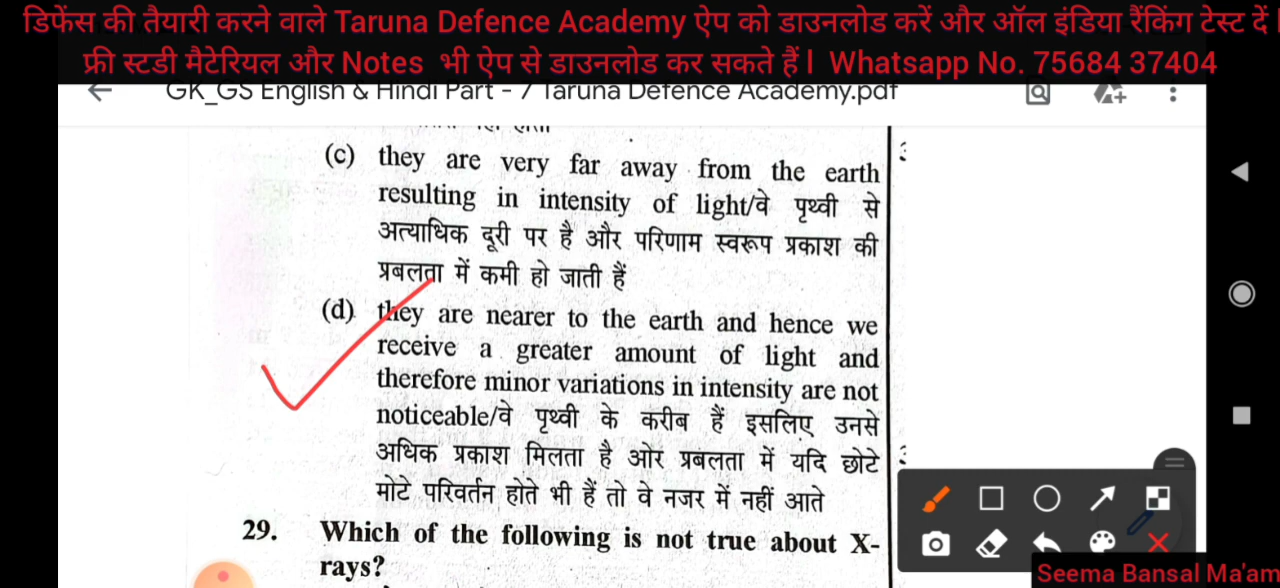 डिफेंस की तैयारी करने वाले Taruna Defence Academy ऐप को डाउनलोड करें और ऑल इंडिया रैंकिंग टेस्ट दें |
फ्री स्टडी मैटेरियल और Notes भी ऐप से डाउनलोड कर सकते हैं | Whatsapp No. 75684 37404
GK_GS English & Hindi Part - 7 Taruna Defence Academy.pdf
(c) they are very far away from the earth
resulting in intensity of light/वे पृथ्वी से
अत्याधिक दूरी पर है और परिणाम स्वरूप प्रकाश की
प्रबलता में कमी हो जाती हैं
(d) they are nearer to the earth and hence we
receive a greater amount of light and
therefore minor variations in intensity are not
noticeable/वे पृथ्वी के करीब हैं इसलिए उनसे
अधिक प्रकाश मिलता है ओर प्रबलता में यदि छोटे
मोटे परिवर्तन होते भी हैं तो वे नजर में नहीं आते
29. Which of the following is not true about X-
rays?
Seema Bansal Ma'am